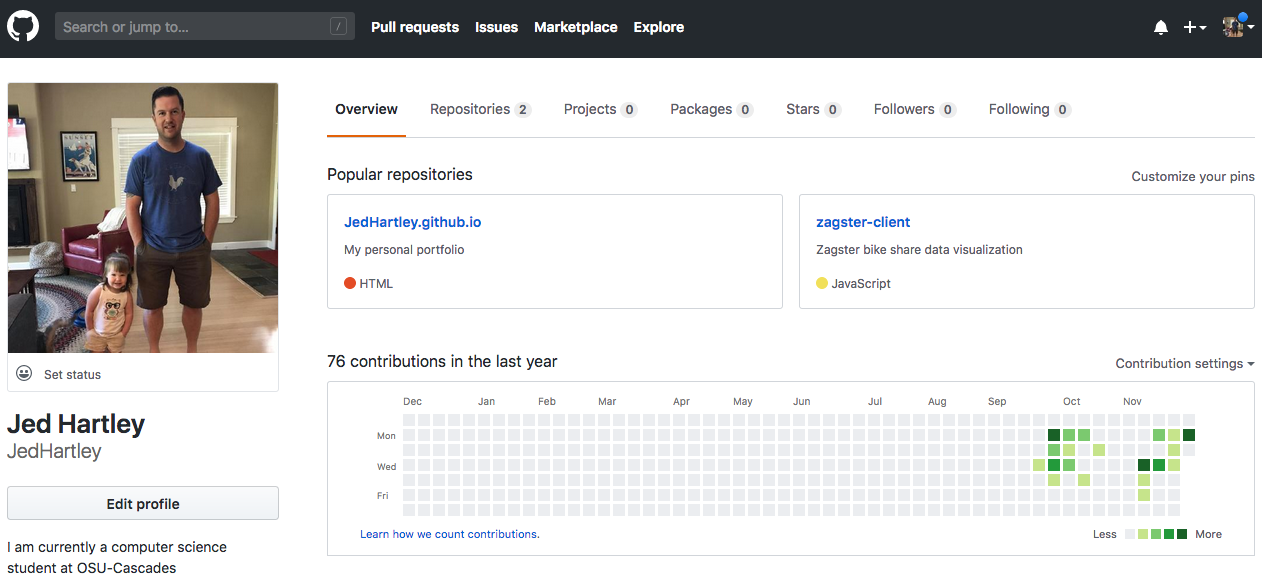 Search or jump to... /
Pull requests Issues Marketplace Explore
Overview Repositories 2 Projects 0 Packages 0 Stars 0 Followers 0 Following 0
SUNSET
Set status
Jed Hartley
JedHartley
Edit profile
I am currently a computer science
student at OSU-Cascades
Popular repositories
Customize your pins
JedHartley.github.io
My personal portfolio
HTML
zagster-client
Zagster bike share data visualization
JavaScript
76 contributions in the last year
Contribution settings
Dec Jan Feb Mar Apr May Jun Jul Aug Sep Oct Nov
Mon
Wed
Fri
Learn how we count contributions.
Less More